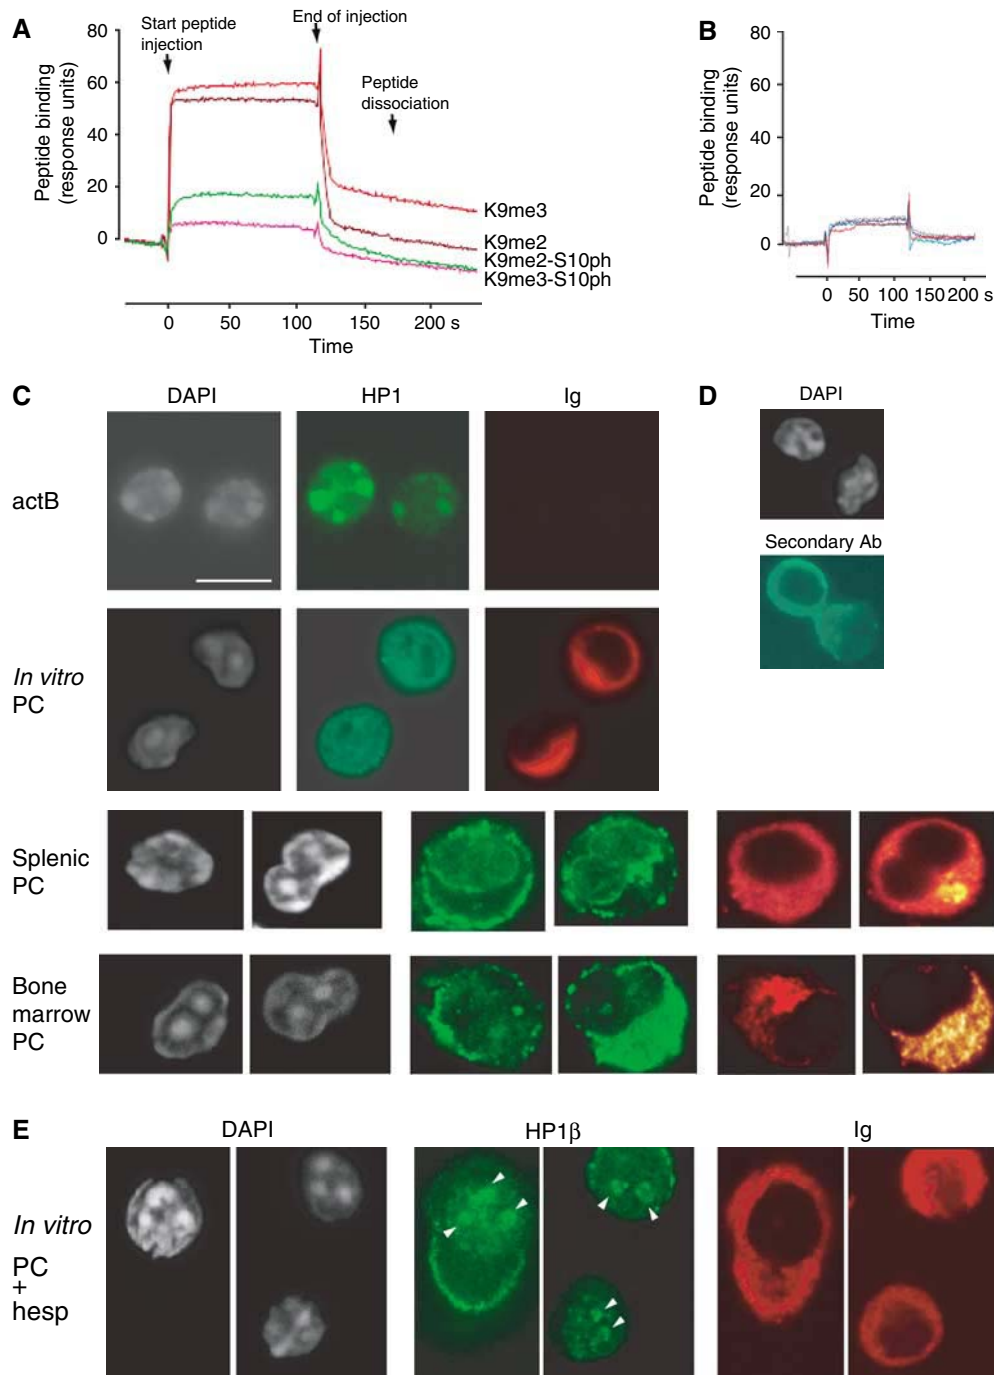 A
Start peptide
injection
End of injection
Peptide
dissociation
Peptide binding
(response units)
80
60
40
20
0
K9me3
K9me2
K9me2-S10ph
K9me3-S10ph
0 50 100 150 200 s
Time
B
Peptide binding
(response units)
80
60
40
20
0
0 50 100 150 200 s
Time
C
DAPI HP1 Ig
actB
In vitro
PC
Splenic
PC
Bone
marrow
PC
D
DAPI
Secondary Ab
E
DAPI HP1β Ig
In vitro
PC
+
hesp